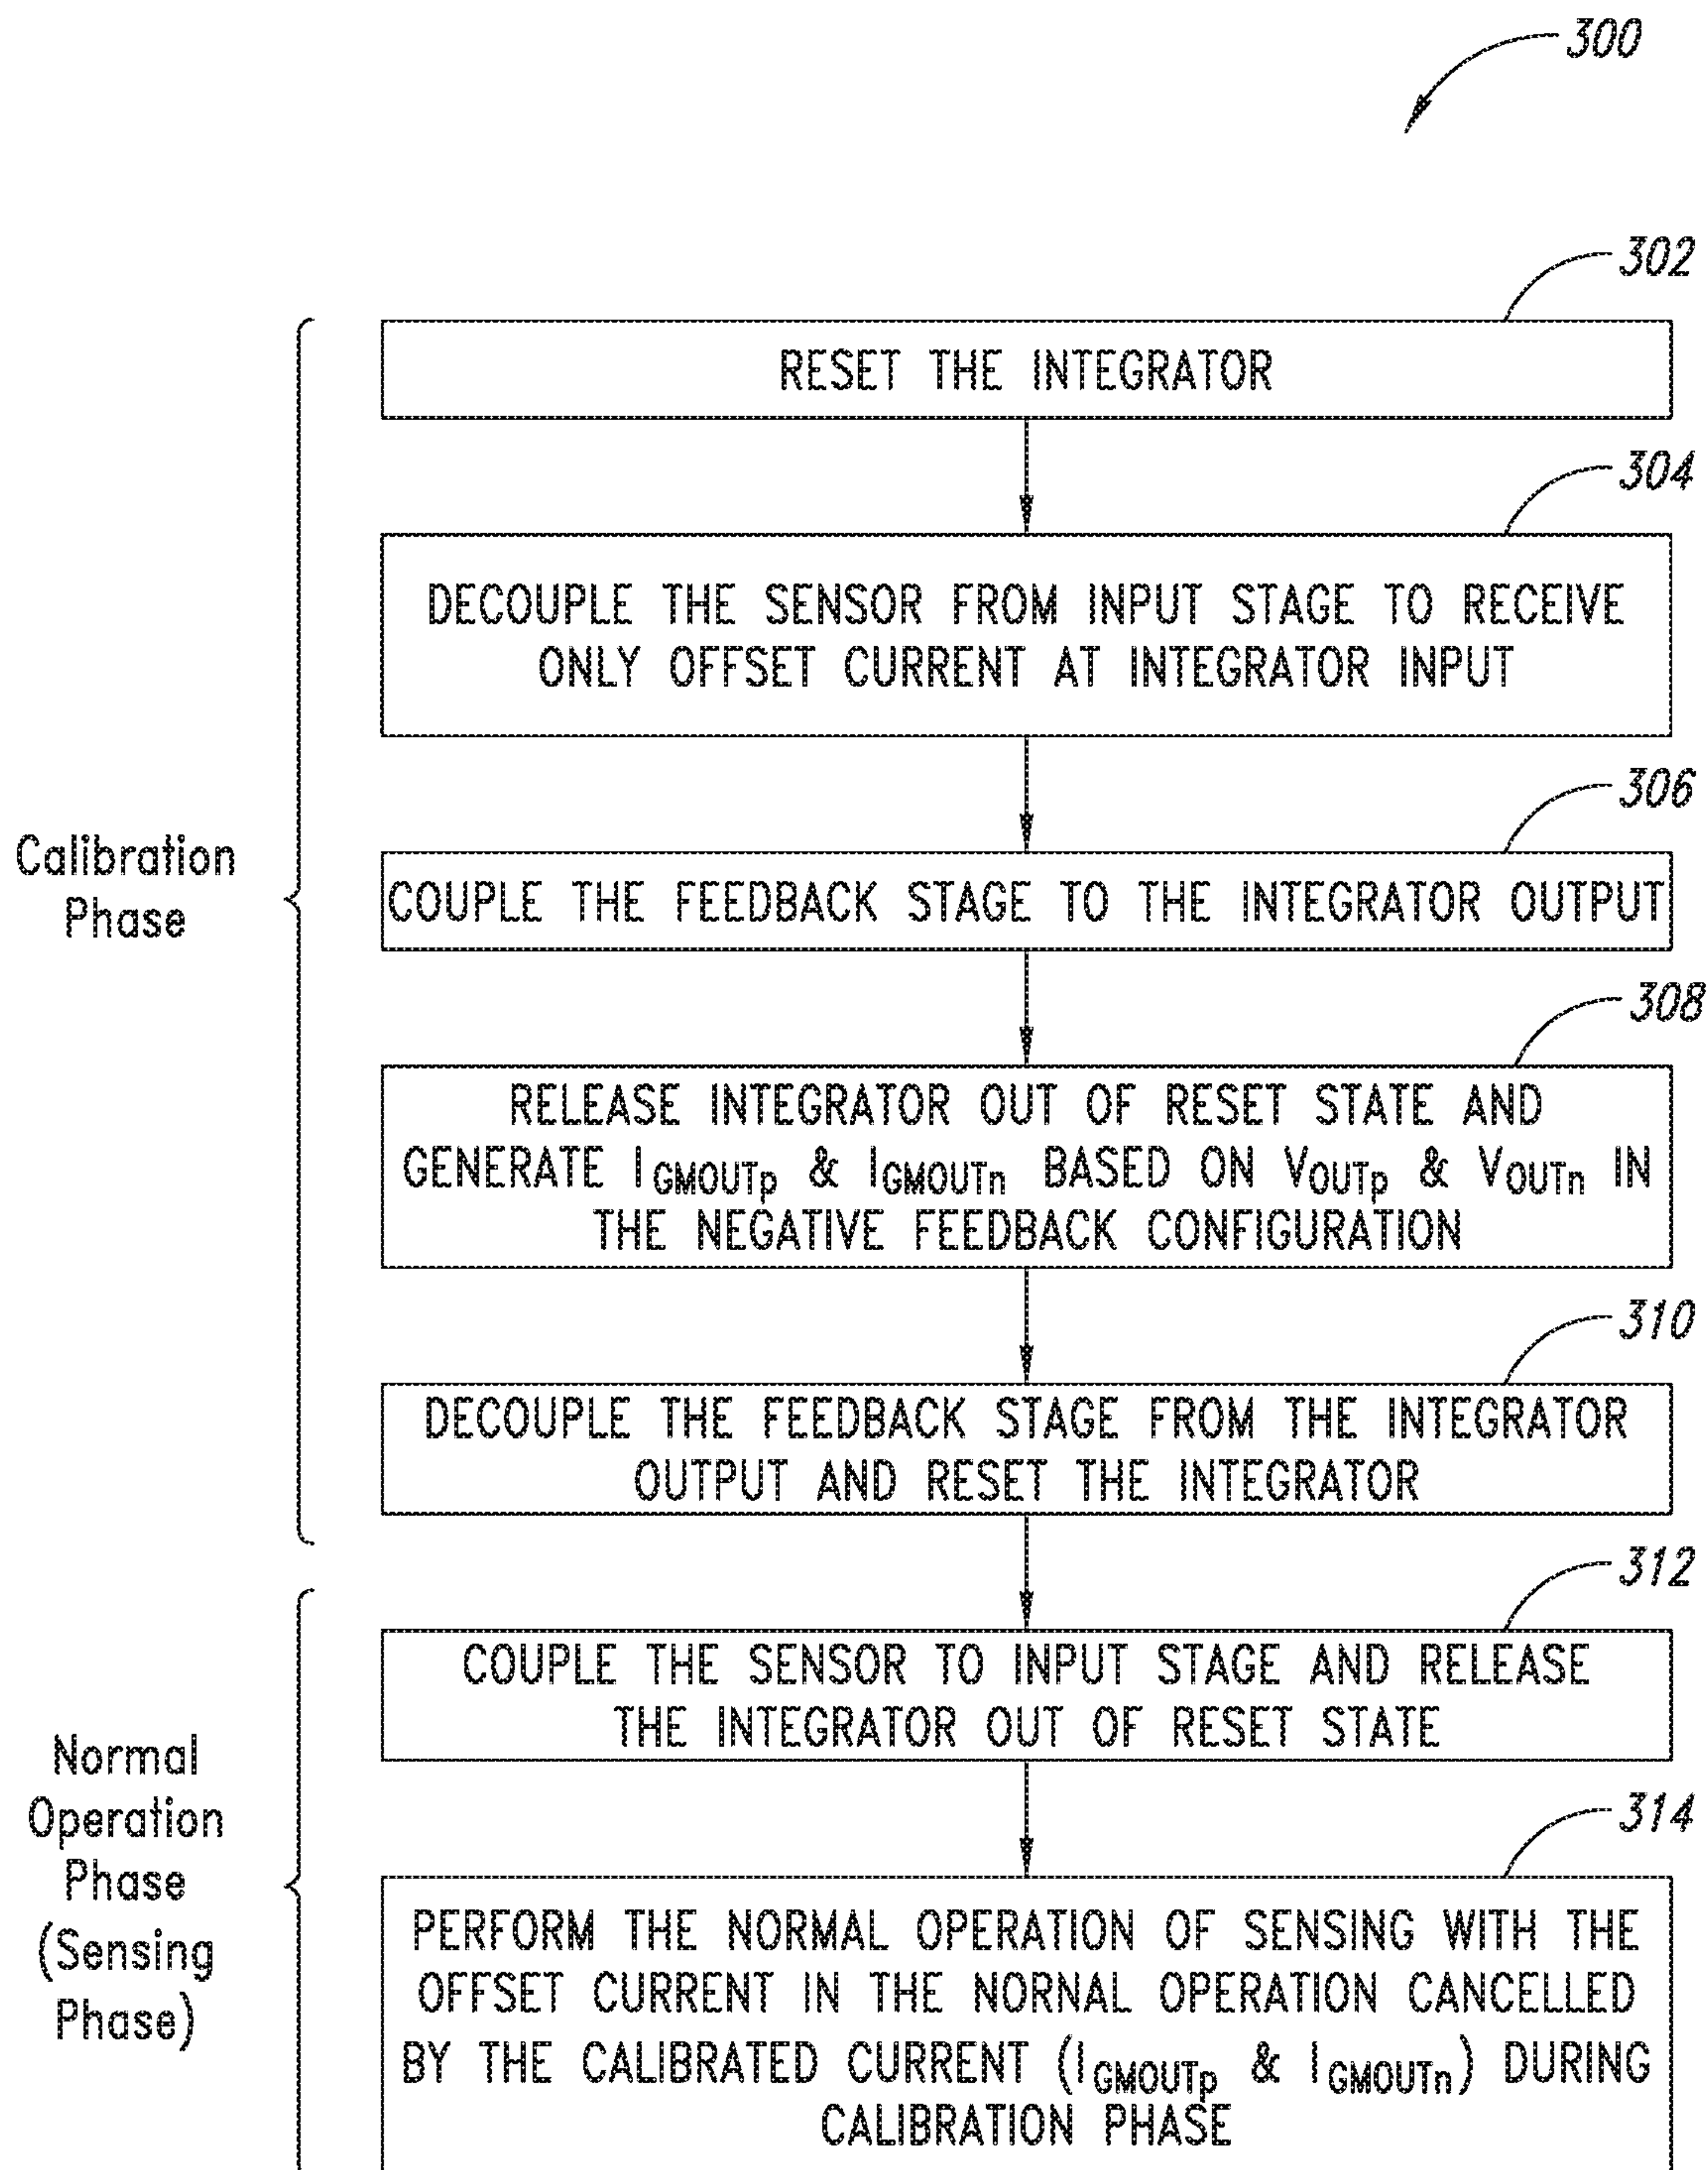 300
302
RESET THE INTEGRATOR
304
DECOUPLE THE SENSOR FROM INPUT STAGE TO RECEIVE
ONLY OFFSET CURRENT AT INTEGRATOR INPUT
306
COUPLE THE FEEDBACK STAGE TO THE INTEGRATOR OUTPUT
Calibration
Phase
308
RELEASE INTEGRATOR OUT OF RESET STATE AND
GENERATE IGMOUTp & IGMOUTn BASED ON VOUTp & VOUTn IN
THE NEGATIVE FEEDBACK CONFIGURATION
310
DECOUPLE THE FEEDBACK STAGE FROM THE INTEGRATOR
OUTPUT AND RESET THE INTEGRATOR
312
COUPLE THE SENSOR TO INPUT STAGE AND RELEASE
THE INTEGRATOR OUT OF RESET STATE
Normal
Operation
Phase
(Sensing
Phase)
314
PERFORM THE NORMAL OPERATION OF SENSING WITH THE
OFFSET CURRENT IN THE NORNAL OPERATION CANCELLED
BY THE CALIBRATED CURRENT (IGMOUTp & IGMOUTn) DURING
CALIBRATION PHASE